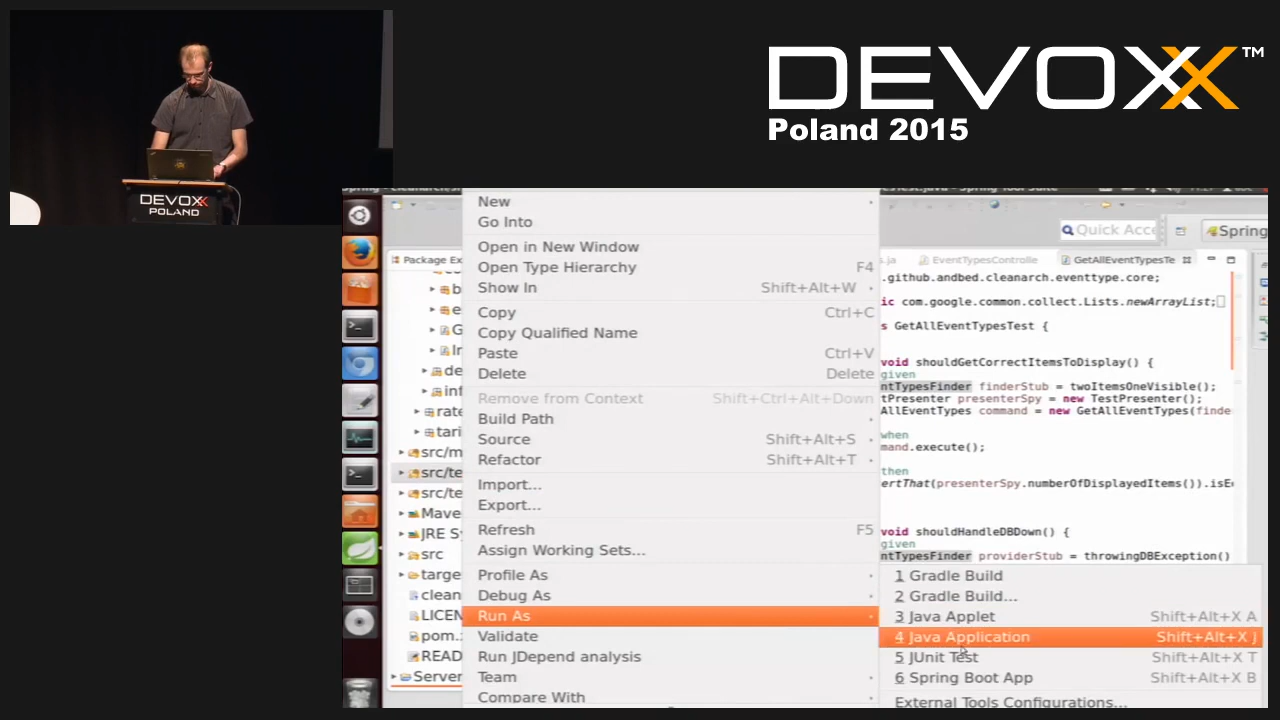 DEVOXX™
Poland 2015
DEVOXX
POLAND
Quick Acce
Spring
Package Ex
EventTypesControlle
GetAllEventTypesTe
rate
tari
src/m
src/te
src/te
Mave
JRE Sy
src
targe
clean
LICEN
pom.
READ
Server
New
Go Into
Open in New Window
Open Type Hierarchy F4
Show In Shift+Alt+W
Copy Ctrl+C
Copy Qualified Name
Paste Ctrl+V
Delete Delete
Remove from Context Shift+Ctrl+Alt+Down
Build Path
Source Shift+Alt+S
Refactor Shift+Alt+T
Import...
Export...
Refresh F5
Assign Working Sets...
Profile As
Debug As
Run As
Validate
Run JDepend analysis
Team
Compare With
.github.andbed.cleanarch.eventtype.core;
ic com.google.common.collect.Lists.newArrayList;
s GetAllEventTypesTest {
void shouldGetCorrectItemsToDisplay() {
given
ntTypesFinder finderStub = twoItemsOneVisible();
tPresenter presenterSpy = new TestPresenter();
AllEventTypes command = new GetAllEventTypes(finde
when
mand.execute();
then
ertThat(presenterSpy.numberOfDisplayedItems()).isE
void shouldHandleDBDown() {
given
ntTypesFinder providerStub = throwingDBException()
1 Gradle Build
2 Gradle Build...
3 Java Applet Shift+Alt+X A
4 Java Application Shift+Alt+X J
5 JUnit Test Shift+Alt+X T
6 Spring Boot App Shift+Alt+X B
External Tools Configurations...